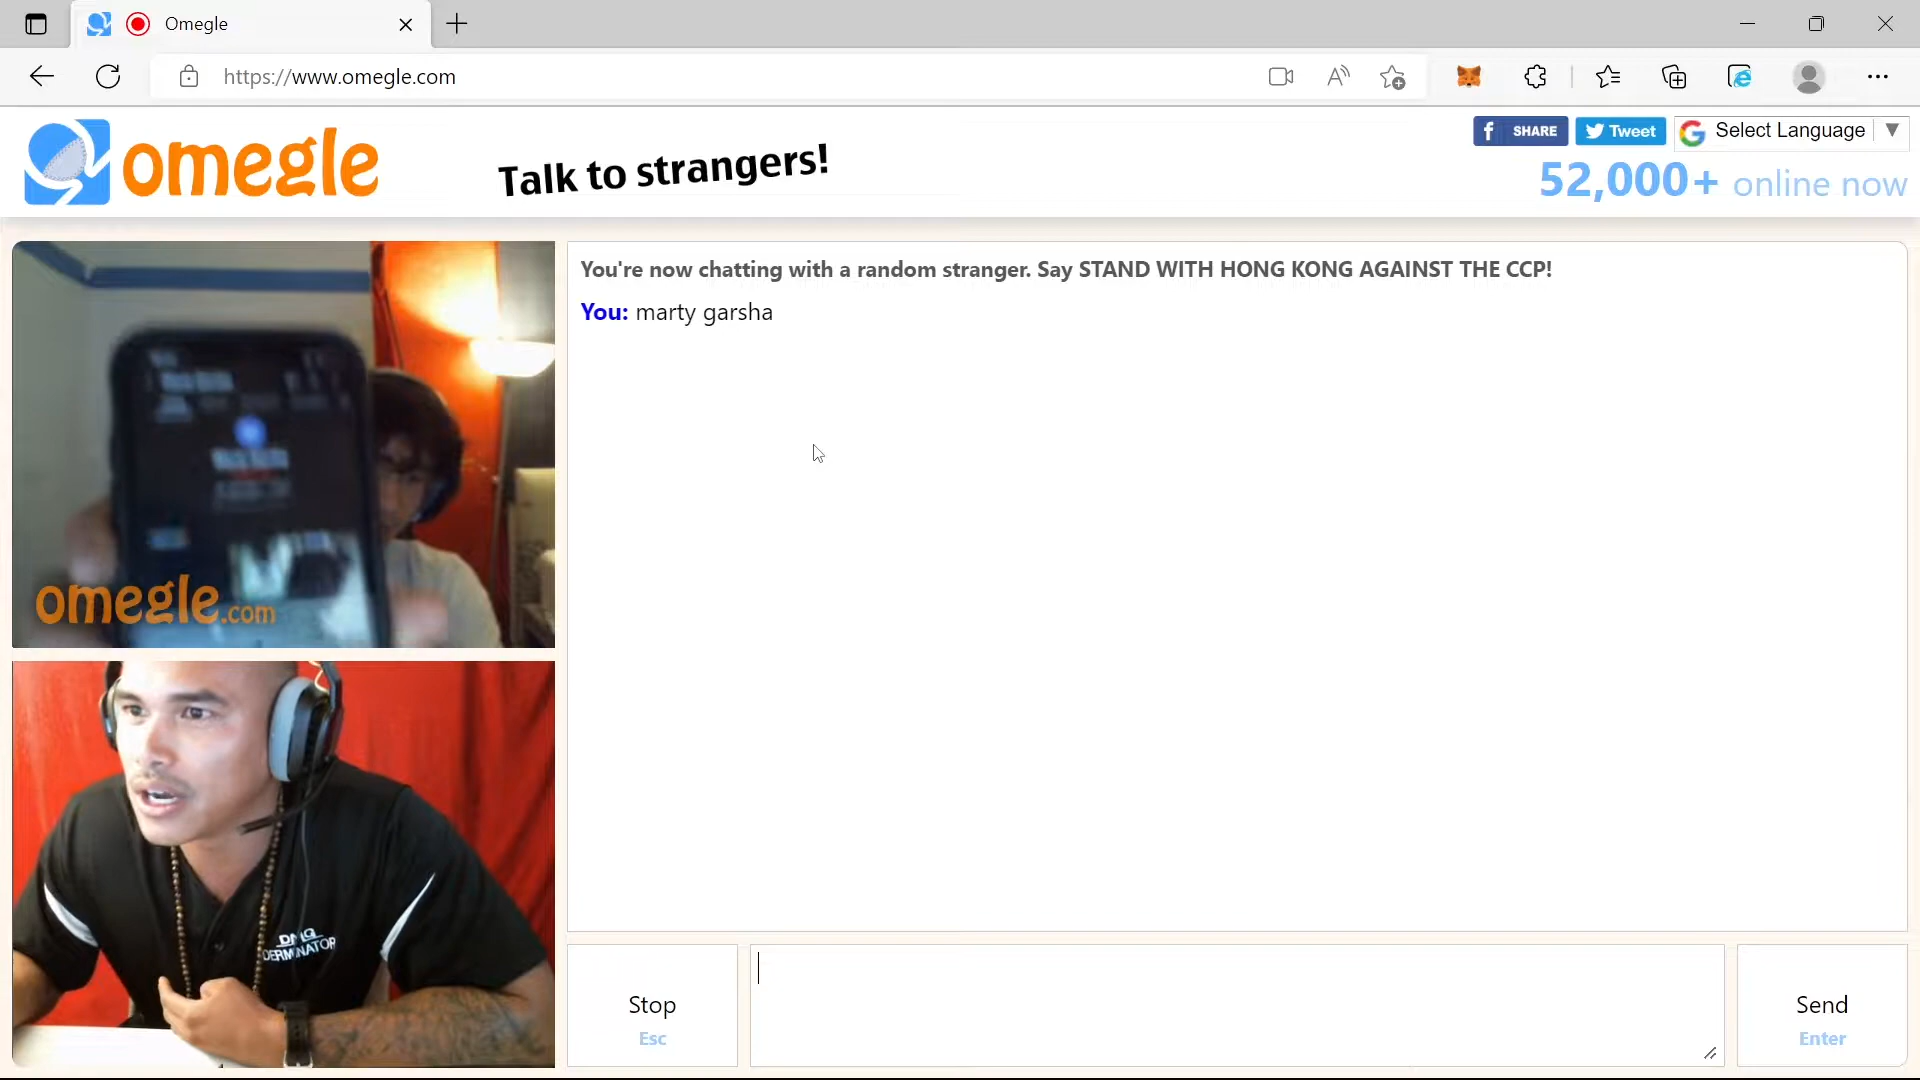 Omegle
https://www.omegle.com
omegle
Talk to strangers!
f SHARE
Tweet
Select Language
52,000+ online now
You're now chatting with a random stranger. Say STAND WITH HONG KONG AGAINST THE CCP!
You: marty garsha
omegle.com
Stop
Esc
Send
Enter